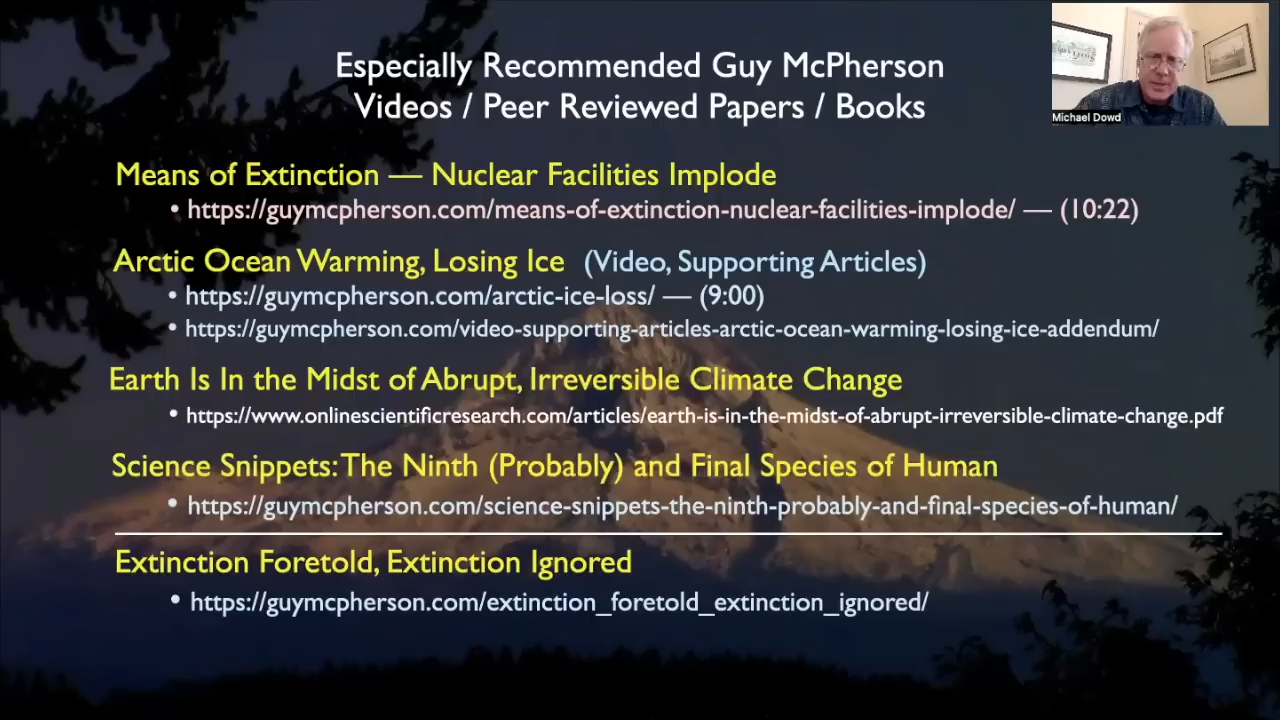 Especially Recommended Guy McPherson
Videos / Peer Reviewed Papers / Books
Michael Dowd
Means of Extinction — Nuclear Facilities Implode
• https://guymcpherson.com/means-of-extinction-nuclear-facilities-implode/ — (10:22)
Arctic Ocean Warming, Losing Ice (Video, Supporting Articles)
• https://guymcpherson.com/arctic-ice-loss/ — (9:00)
• https://guymcpherson.com/video-supporting-articles-arctic-ocean-warming-losing-ice-addendum/
Earth Is In the Midst of Abrupt, Irreversible Climate Change
• https://www.onlinescientificresearch.com/articles/earth-is-in-the-midst-of-abrupt-irreversible-climate-change.pdf
Science Snippets: The Ninth (Probably) and Final Species of Human
• https://guymcpherson.com/science-snippets-the-ninth-probably-and-final-species-of-human/
Extinction Foretold, Extinction Ignored
• https://guymcpherson.com/extinction_foretold_extinction_ignored/